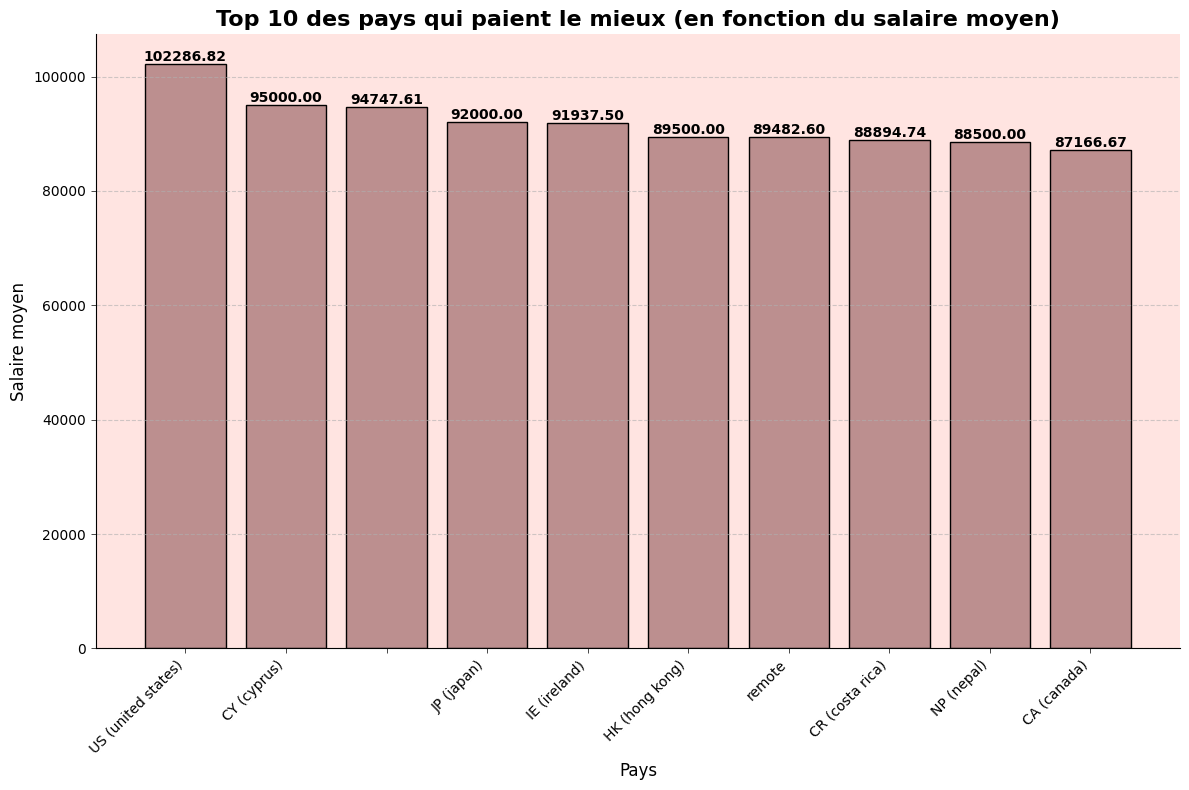 Top 10 des pays qui paient le mieux (en fonction du salaire moyen)
102286.82
95000.00
94747.61
92000.00
91937.50
89500.00
89482.60
88894.74
88500.00
87166.67
100000
80000
60000
40000
20000
0
Salaire moyen
US (united states)
CY (cyprus)
JP (japan)
IE (ireland)
HK (hong kong)
remote
CR (costa rica)
NP (nepal)
CA (canada)
Pays